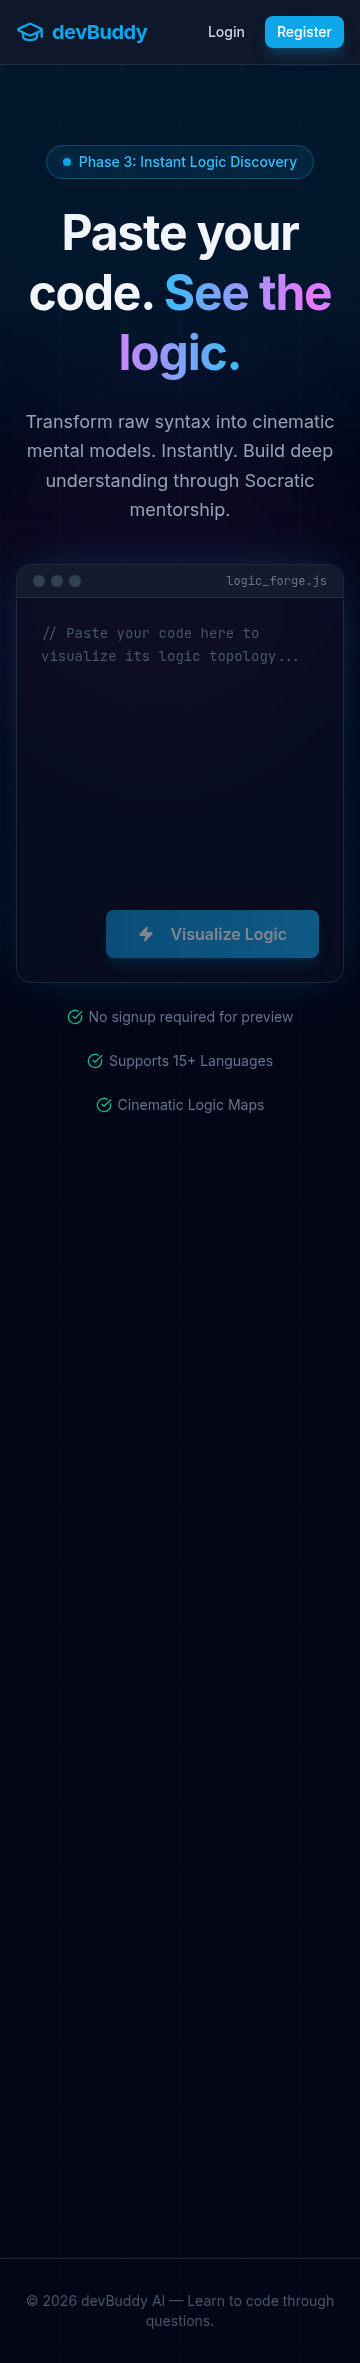 devBuddy
Login
Register
Phase 3: Instant Logic Discovery
Paste your
code. See the
logic.
Transform raw syntax into cinematic
mental models. Instantly. Build deep
understanding through Socratic
mentorship.
logic_forge.js
// Paste your code here to
visualize its logic topology...
Visualize Logic
No signup required for preview
Supports 15+ Languages
Cinematic Logic Maps
© 2026 devBuddy AI — Learn to code through
questions.